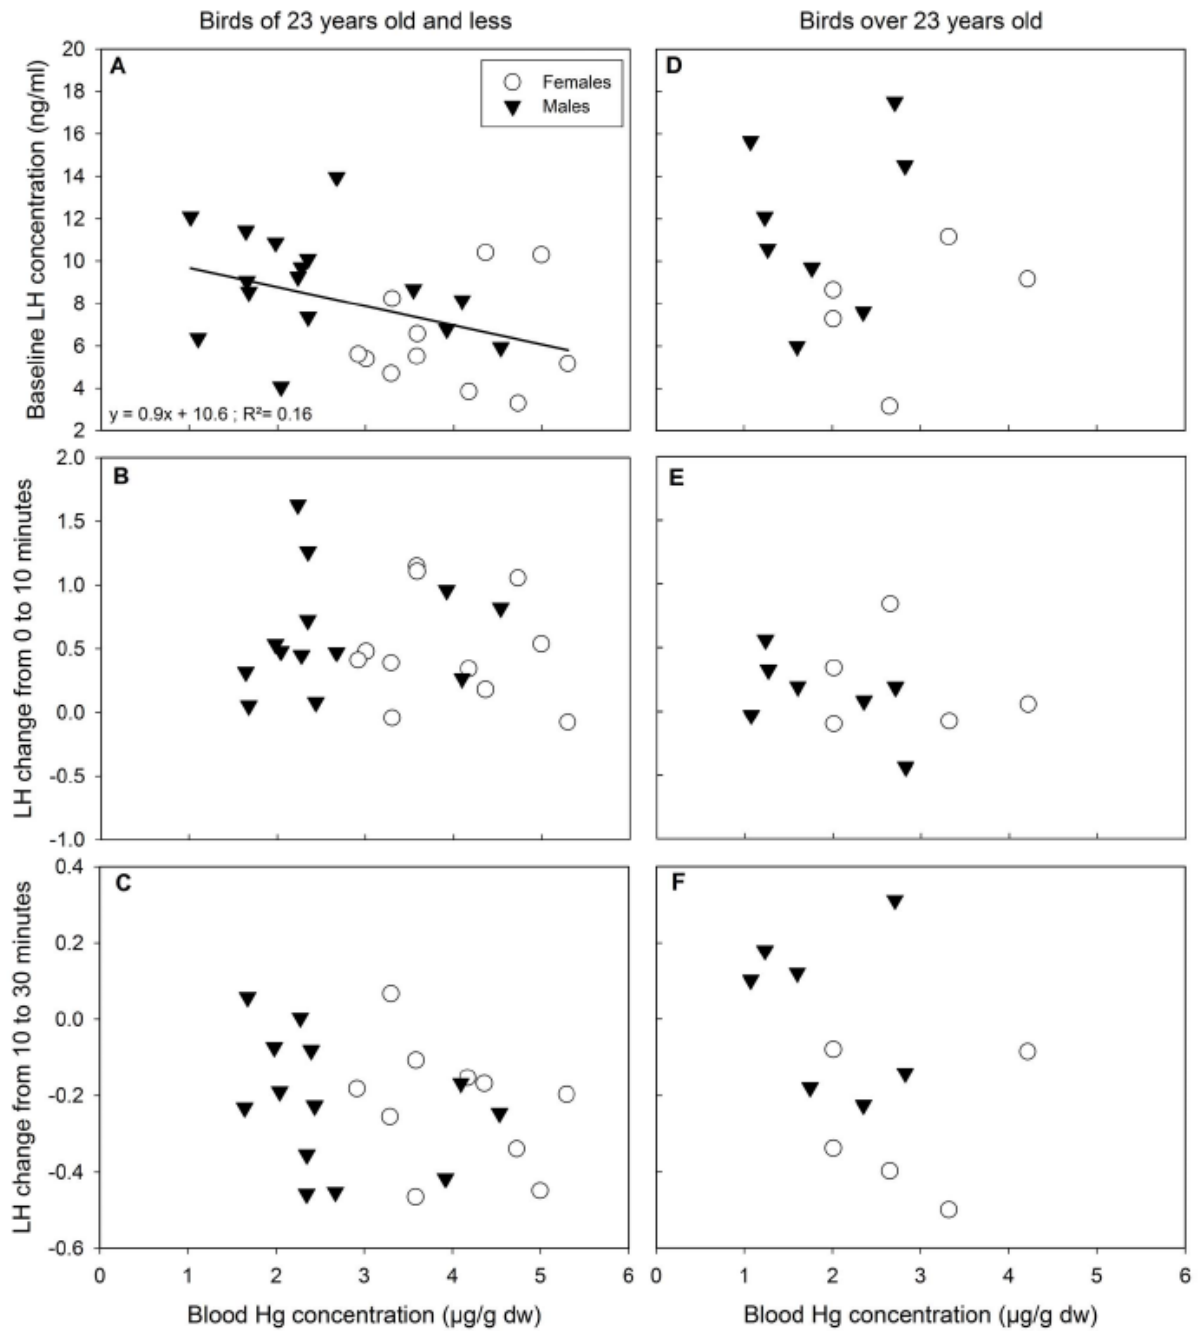 Birds of 23 years old and less
Birds over 23 years old
Baseline LH concentration (ng/ml)
20
18
16
14
12
10
8
6
4
2
A
Females
Males
y = 0.9x + 10.6 ; R²= 0.16
D
LH change from 0 to 10 minutes
2.0
1.5
1.0
0.5
0.0
-0.5
-1.0
B
E
LH change from 10 to 30 minutes
0.4
0.2
0.0
-0.2
-0.4
-0.6
C
F
0 1 2 3 4 5 6
0 1 2 3 4 5 6
Blood Hg concentration (µg/g dw)
Blood Hg concentration (µg/g dw)